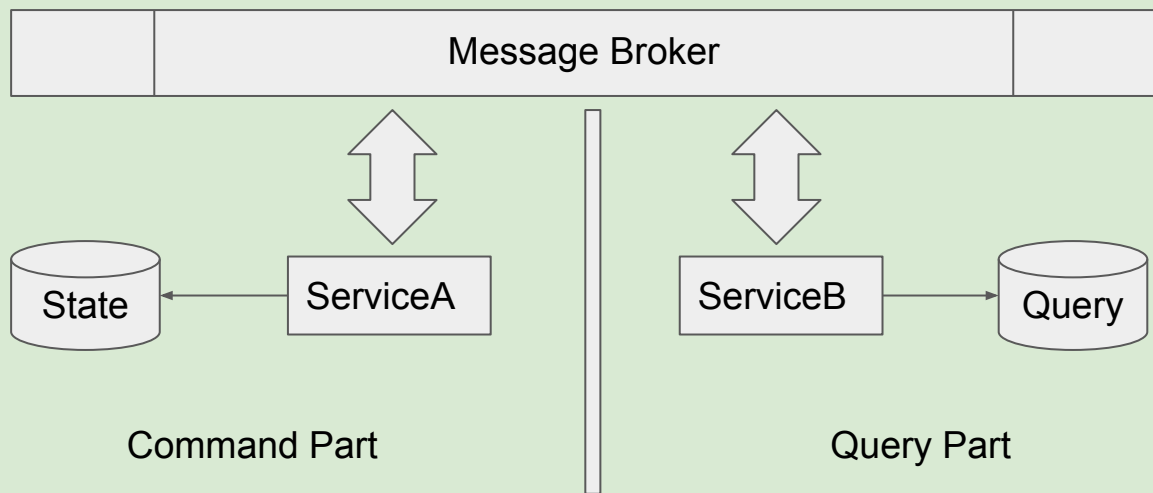 Message Broker
State
ServiceA
ServiceB
Query
Command Part
Query Part